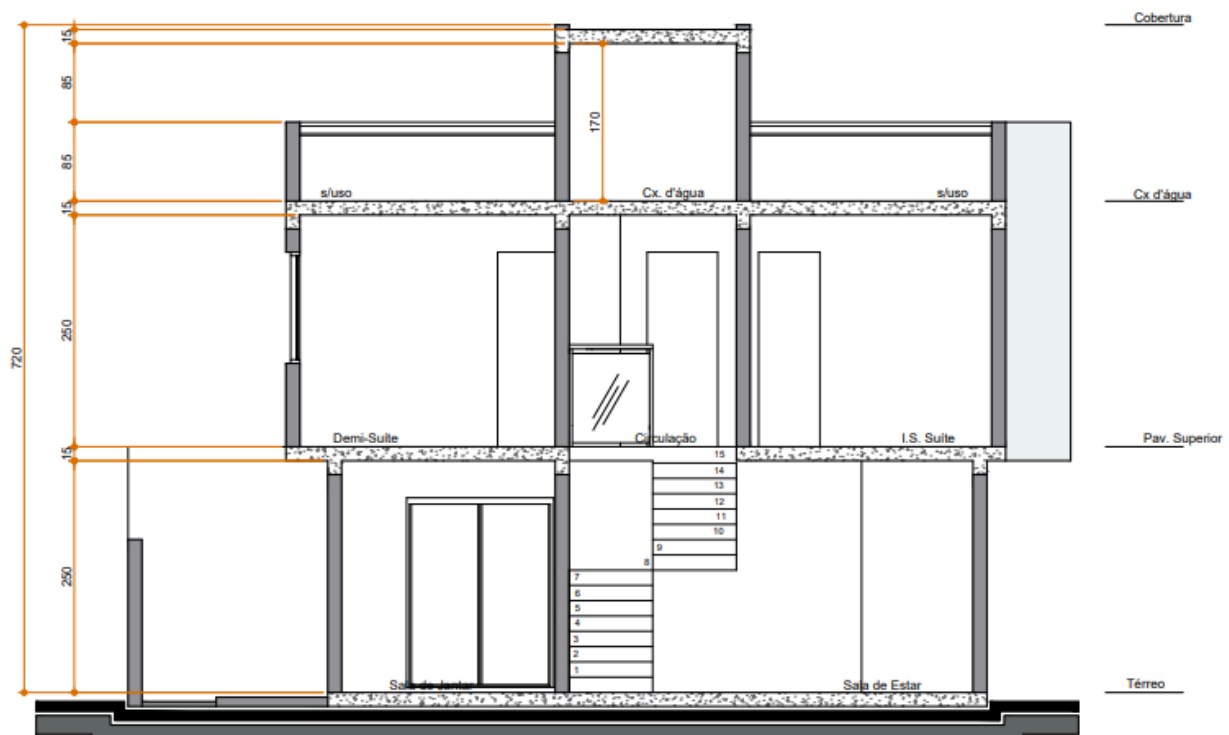 Cobertura
15
85
170
85
s/uso
Cx. d'água
s/uso
Cx d'água
15
250
720
Demi-Suíte
Circulação
I.S. Suíte
Pav. Superior
15
15
14
13
12
11
10
9
8
7
6
5
4
3
2
1
250
Sala de Jantar
Sala de Estar
Térreo